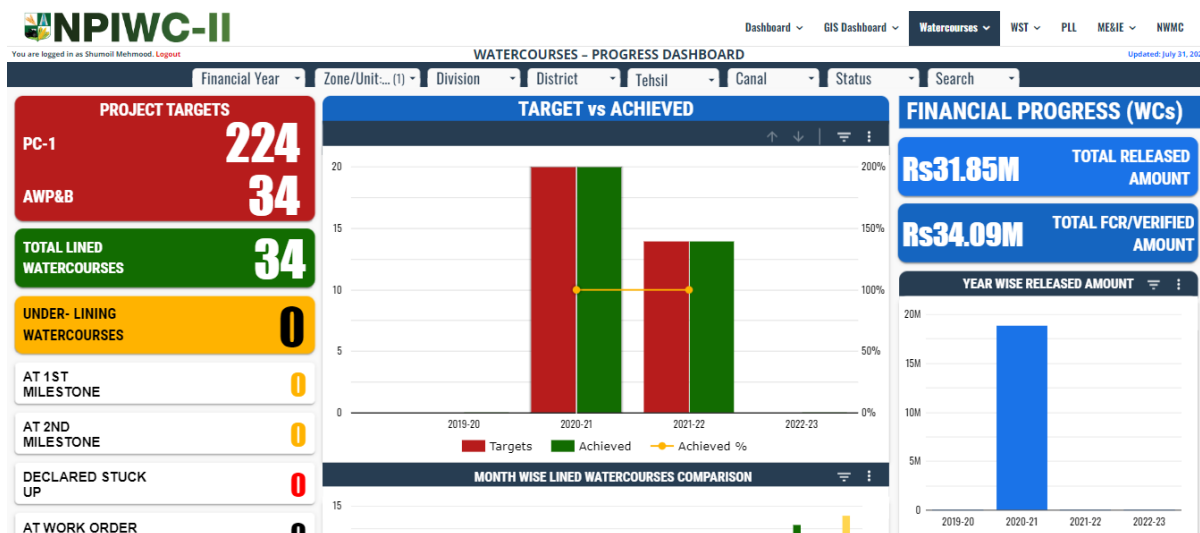 NPIWC-II
Dashboard
GIS Dashboard
Watercourses
WST
PLL
ME&IE
NWMC
You are logged in as Shumoil Mehmood. Logout
WATERCOURSES – PROGRESS DASHBOARD
Updated: July 31, 202
Financial Year
Zone/Unit:... (1)
Division
District
Tehsil
Canal
Status
Search
PROJECT TARGETS
PC-1
224
AWP&B
34
TOTAL LINED
WATERCOURSES
34
UNDER- LINING
WATERCOURSES
0
AT 1ST
MILESTONE
0
AT 2ND
MILESTONE
0
DECLARED STUCK
UP
0
AT WORK ORDER
0
TARGET vs ACHIEVED
20
15
10
5
0
200%
150%
100%
50%
0%
2019-20
2020-21
2021-22
2022-23
Targets
Achieved
Achieved %
MONTH WISE LINED WATERCOURSES COMPARISON
15
FINANCIAL PROGRESS (WCs)
Rs31.85M
TOTAL RELEASED
AMOUNT
Rs34.09M
TOTAL FCR/VERIFIED
AMOUNT
YEAR WISE RELEASED AMOUNT
20M
15M
10M
5M
0
2019-20
2020-21
2021-22
2022-23